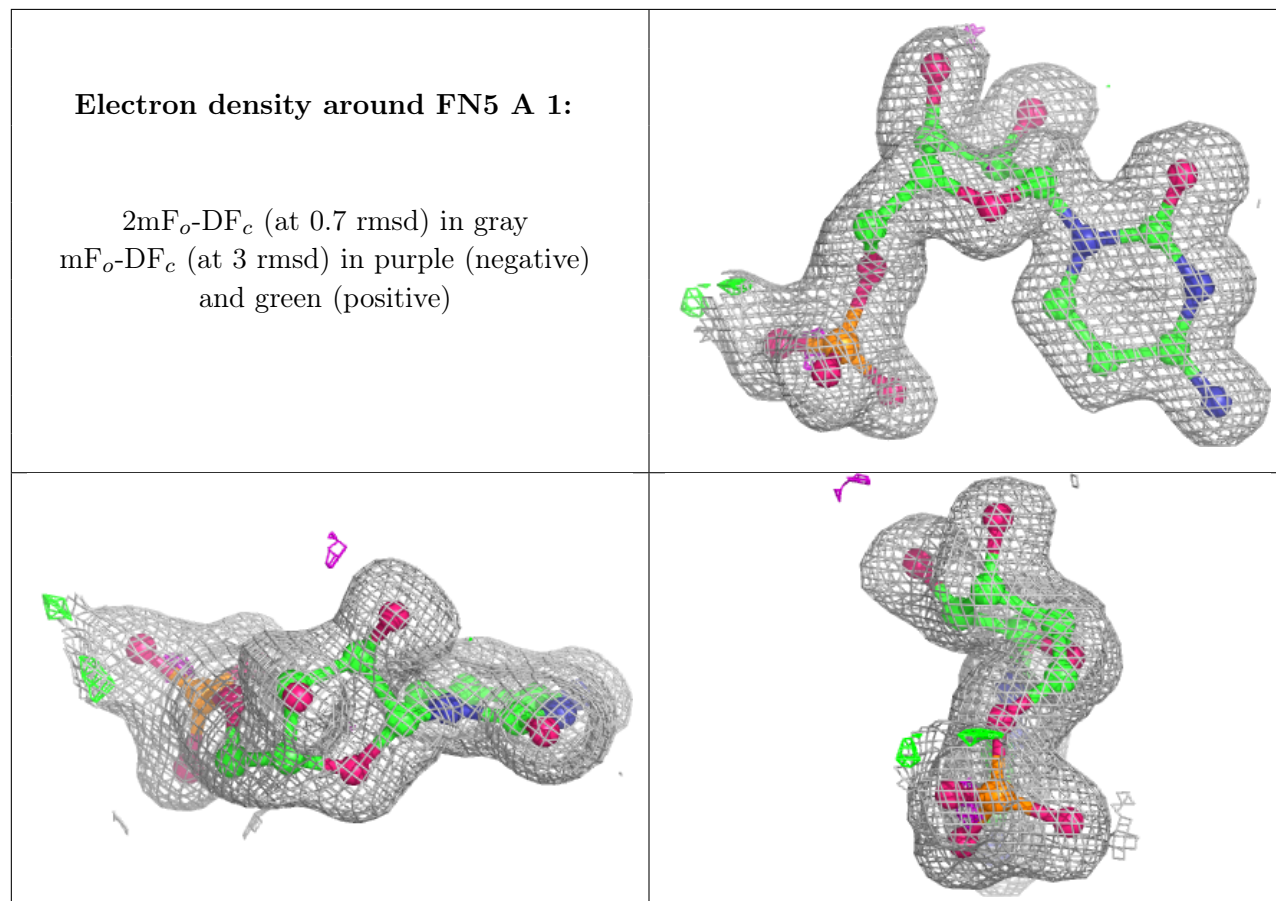 Electron density around FN5 A 1:
2mFₒ-DF𝒸 (at 0.7 rmsd) in gray
mFₒ-DF𝒸 (at 3 rmsd) in purple (negative)
and green (positive)